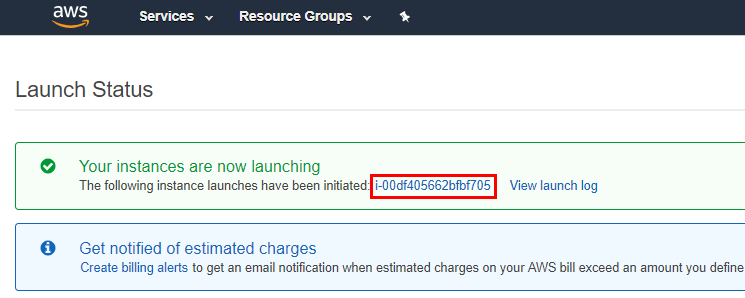 aws Services Resource Groups
Launch Status
Your instances are now launching
The following instance launches have been initiated: i-00df405662bfbf705 View launch log
Get notified of estimated charges
Create billing alerts to get an email notification when estimated charges on your AWS bill exceed an amount you define